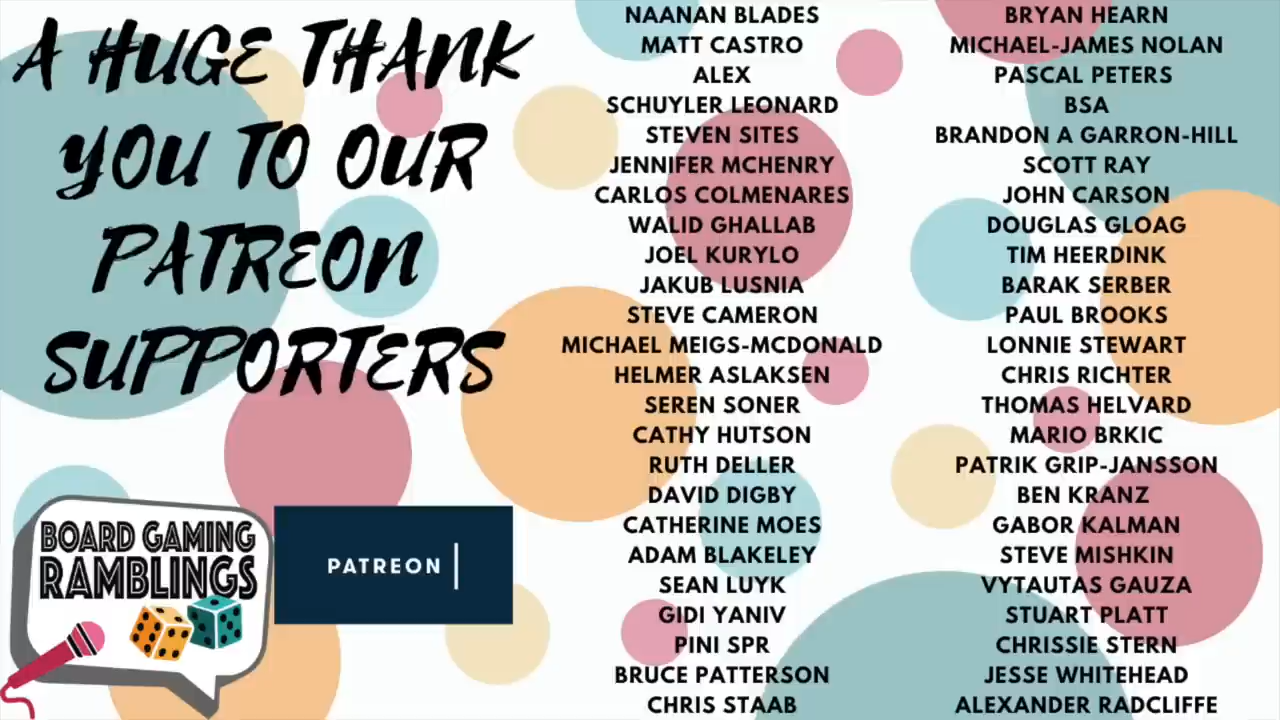 A HUGE THANK
YOU TO OUR
PATREON
SUPPORTERS
BOARD GAMING
RAMBLINGS
PATREON
NAANAN BLADES
MATT CASTRO
ALEX
SCHUYLER LEONARD
STEVEN SITES
JENNIFER MCHENRY
CARLOS COLMENARES
WALID GHALLAB
JOEL KURYLO
JAKUB LUSNIA
STEVE CAMERON
MICHAEL MEIGS-MCDONALD
HELMER ASLAKSEN
SEREN SONER
CATHY HUTSON
RUTH DELLER
DAVID DIGBY
CATHERINE MOES
ADAM BLAKELEY
SEAN LUYK
GIDI YANIV
PINI SPR
BRUCE PATTERSON
CHRIS STAAB
BRYAN HEARN
MICHAEL-JAMES NOLAN
PASCAL PETERS
BSA
BRANDON A GARRON-HILL
SCOTT RAY
JOHN CARSON
DOUGLAS GLOAG
TIM HEERDINK
BARAK SERBER
PAUL BROOKS
LONNIE STEWART
CHRIS RICHTER
THOMAS HELVARD
MARIO BRKIC
PATRIK GRIP-JANSSON
BEN KRANZ
GABOR KALMAN
STEVE MISHKIN
VYTAUTAS GAUZA
STUART PLATT
CHRISSIE STERN
JESSE WHITEHEAD
ALEXANDER RADCLIFFE